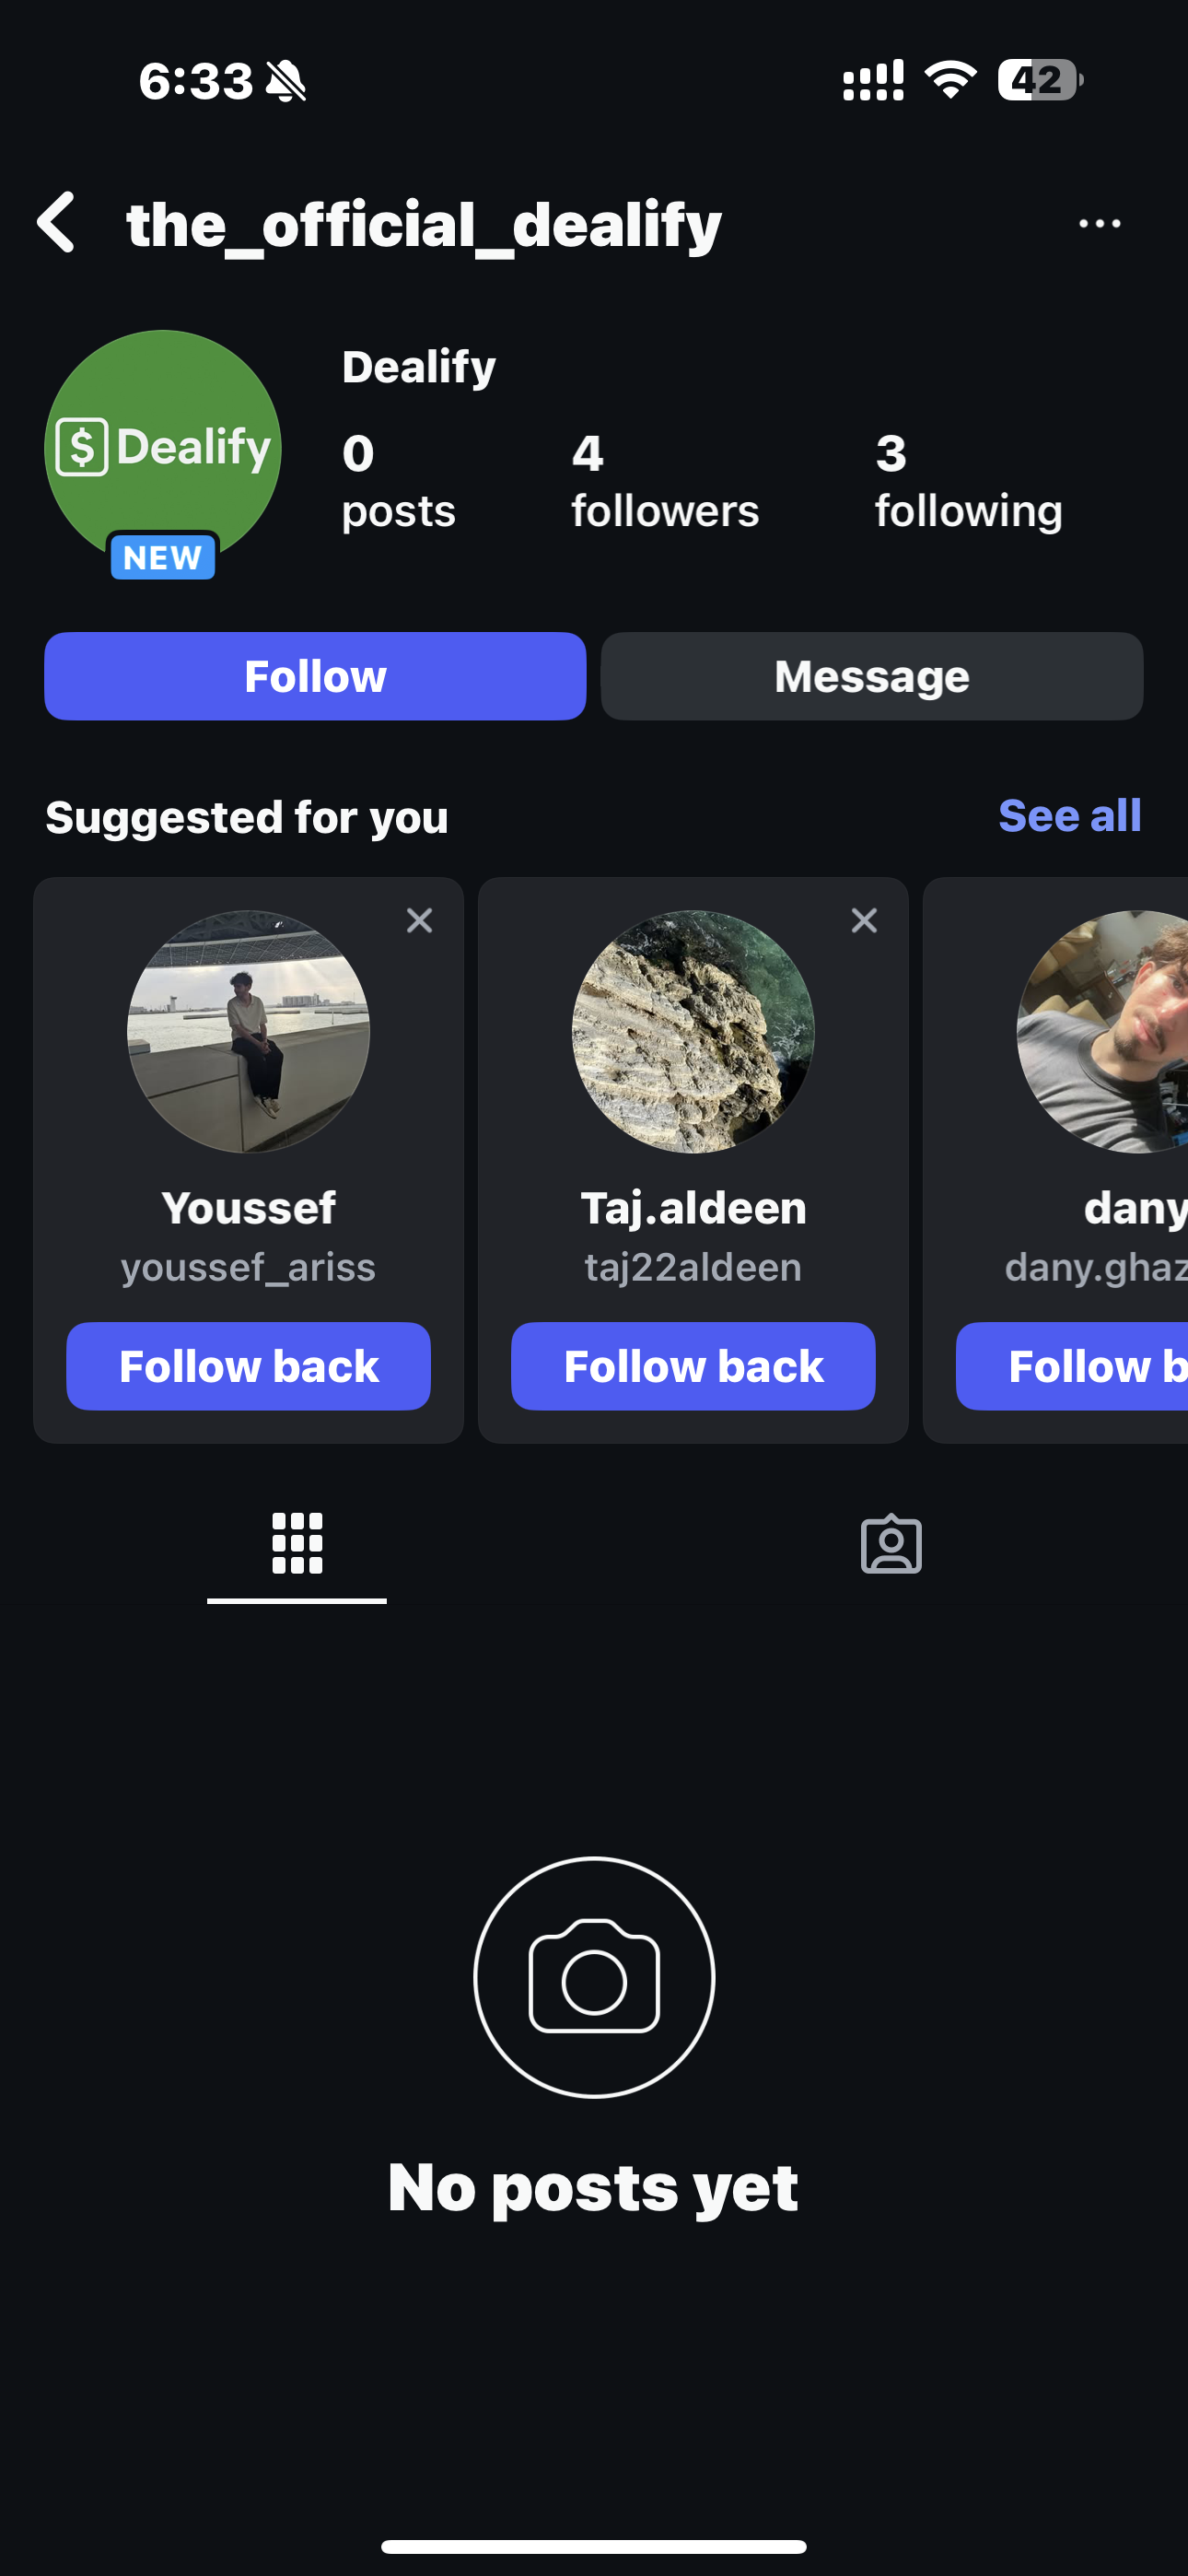 6:33
42
the_official_dealify
Dealify
$ Dealify
NEW
0 posts
4 followers
3 following
Follow
Message
Suggested for you
See all
Youssef
youssef_ariss
Follow back
Taj.aldeen
taj22aldeen
Follow back
dany
dany.ghaz
Follow b
No posts yet